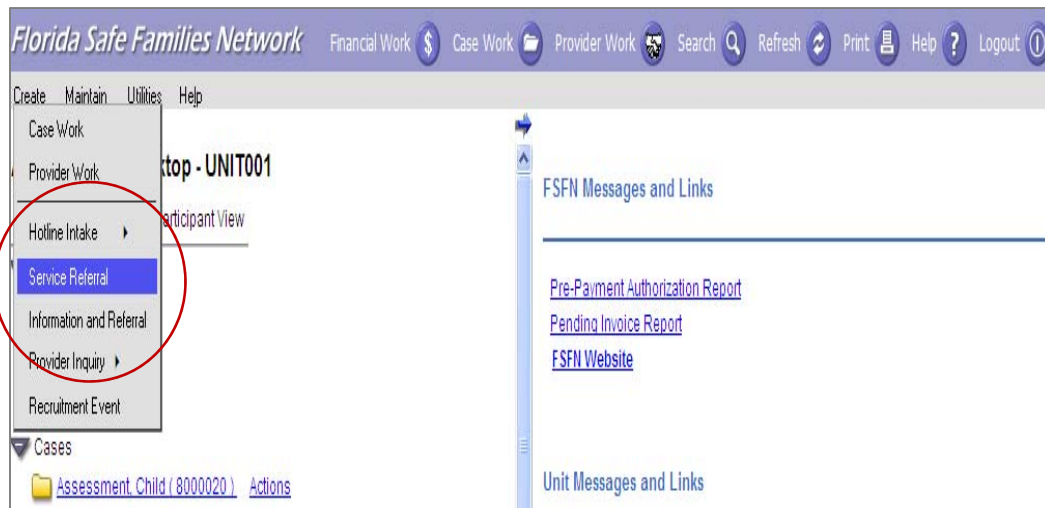 Florida Safe Families Network Financial Work Case Work Provider Work Search Refresh Print Help Logout
Create Maintain Utilities Help
Case Work
Provider Work
Hotline Intake
Service Referral
Information and Referral
Provider Inquiry
Recruitment Event
ktop - UNIT001
articipant View
Cases
Assessment, Child ( 8000020 ) Actions
FSFN Messages and Links
Pre-Payment Authorization Report
Pending Invoice Report
FSFN Website
Unit Messages and Links